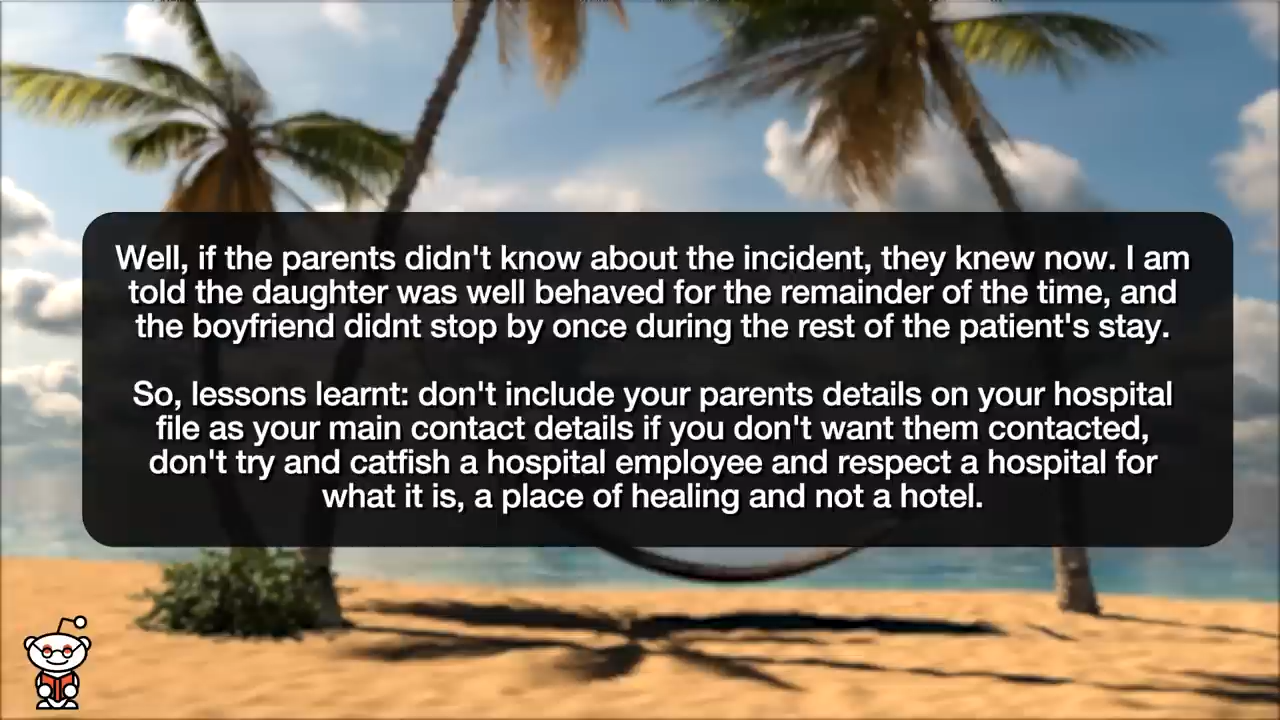 Well, if the parents didn't know about the incident, they knew now. I am
told the daughter was well behaved for the remainder of the time, and
the boyfriend didnt stop by once during the rest of the patient's stay.
So, lessons learnt: don't include your parents details on your hospital
file as your main contact details if you don't want them contacted,
don't try and catfish a hospital employee and respect a hospital for
what it is, a place of healing and not a hotel.